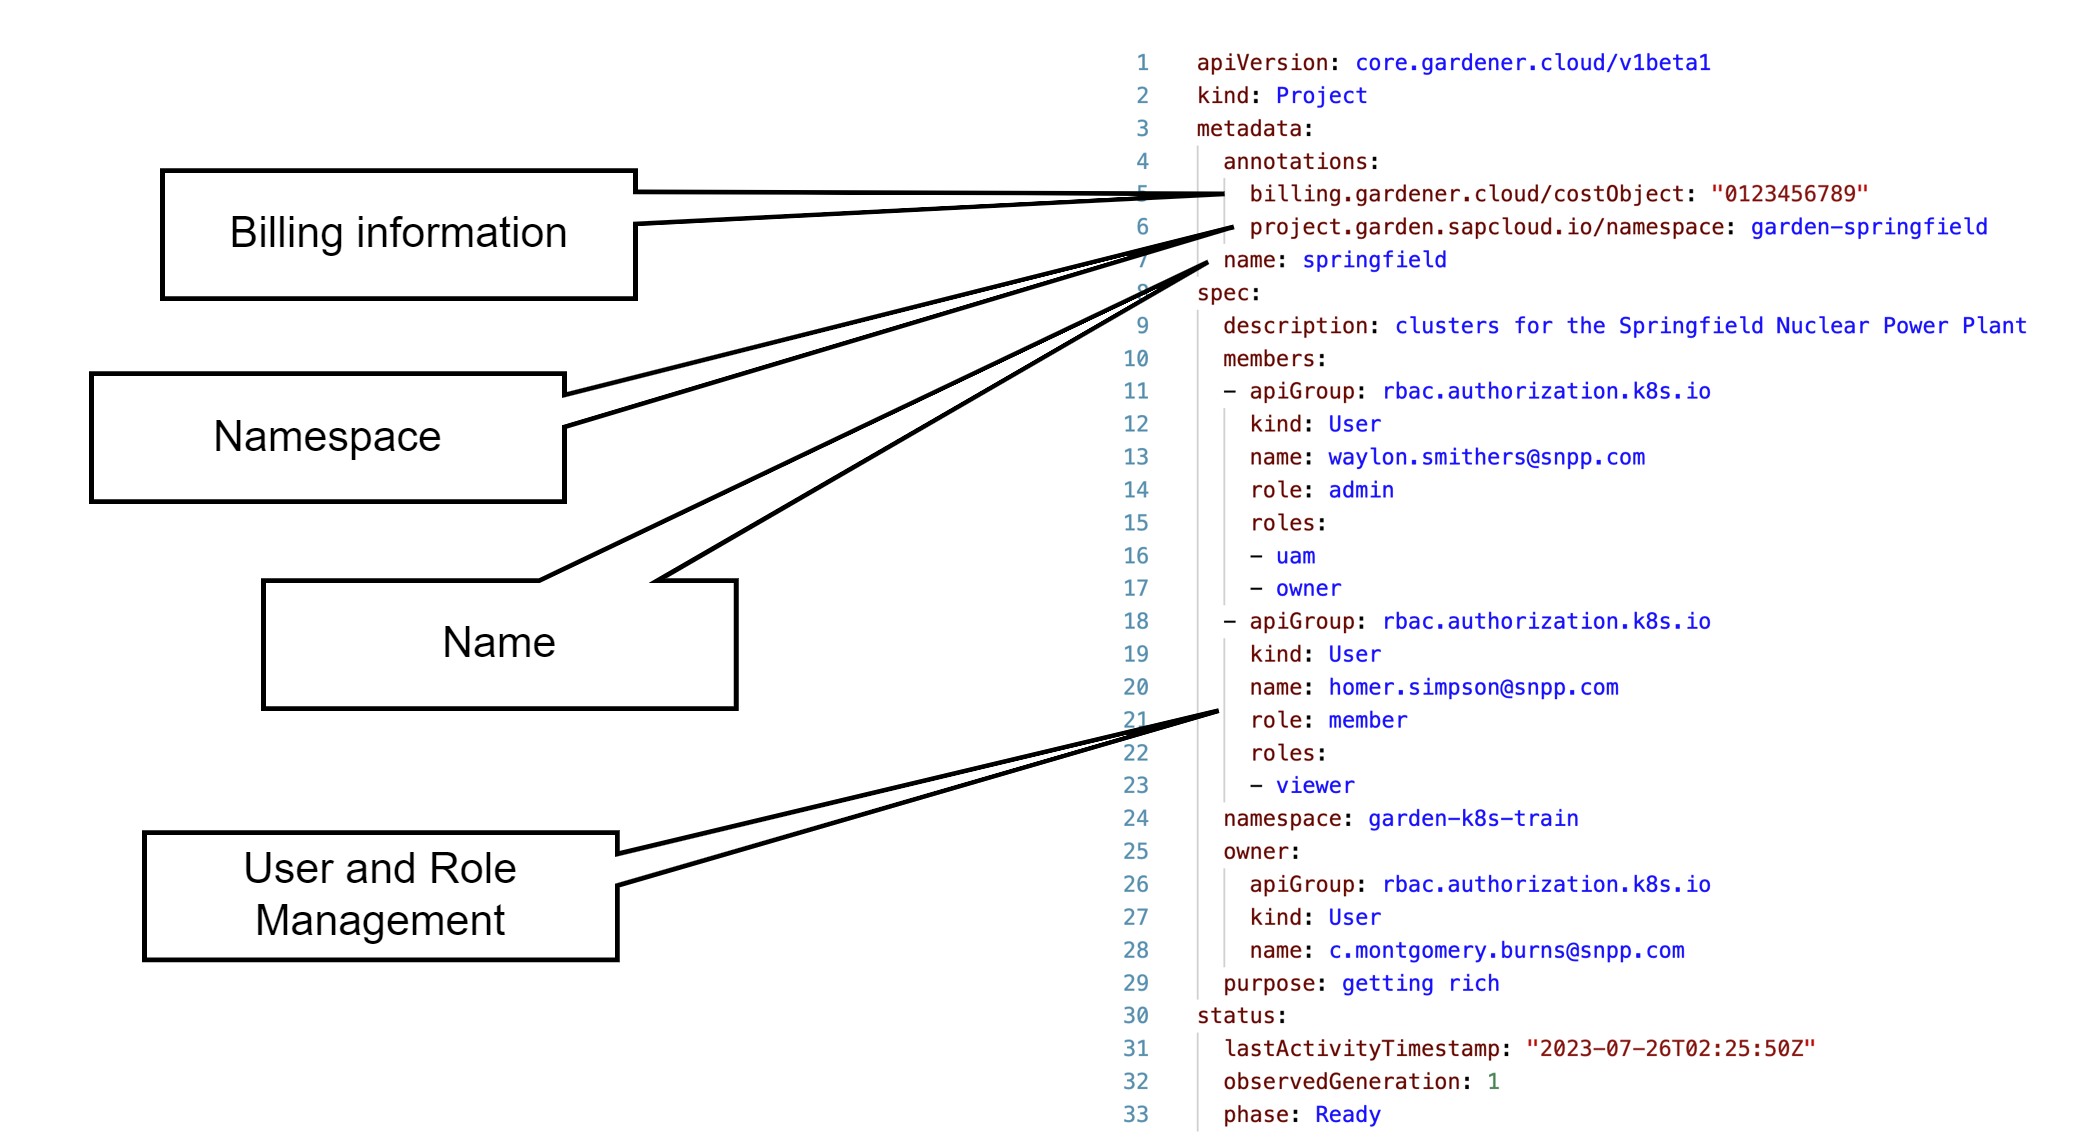 Billing information
Namespace
Name
User and Role
Management
1 apiVersion: core.gardener.cloud/v1beta1
2 kind: Project
3 metadata:
4 annotations:
5 billing.gardener.cloud/costObject: "0123456789"
6 project.garden.sapcloud.io/namespace: garden-springfield
7 name: springfield
8 spec:
9 description: clusters for the Springfield Nuclear Power Plant
10 members:
11 - apiGroup: rbac.authorization.k8s.io
12 kind: User
13 name: waylon.smithers@snpp.com
14 role: admin
15 roles:
16 - uam
17 - owner
18 - apiGroup: rbac.authorization.k8s.io
19 kind: User
20 name: homer.simpson@snpp.com
21 role: member
22 roles:
23 - viewer
24 namespace: garden-k8s-train
25 owner:
26 apiGroup: rbac.authorization.k8s.io
27 kind: User
28 name: c.montgomery.burns@snpp.com
29 purpose: getting rich
30 status:
31 lastActivityTimestamp: "2023-07-26T02:25:50Z"
32 observedGeneration: 1
33 phase: Ready